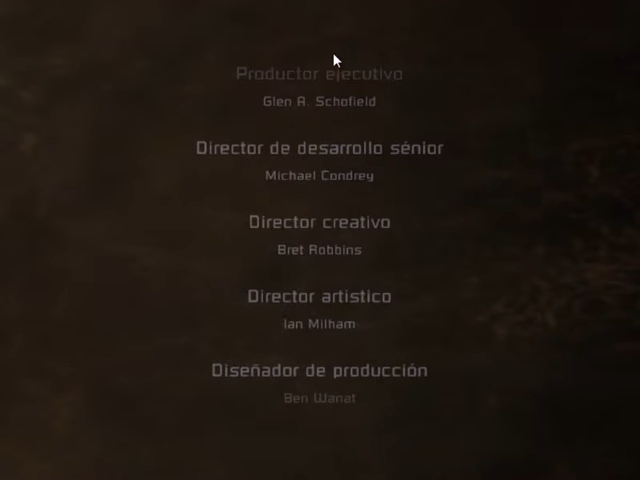 Productor ejecutivo
Glen A. Schofield
Director de desarrollo sénior
Michael Condrey
Director creativo
Bret Robbins
Director artístico
Ian Milham
Diseñador de producción
Ben Wanat